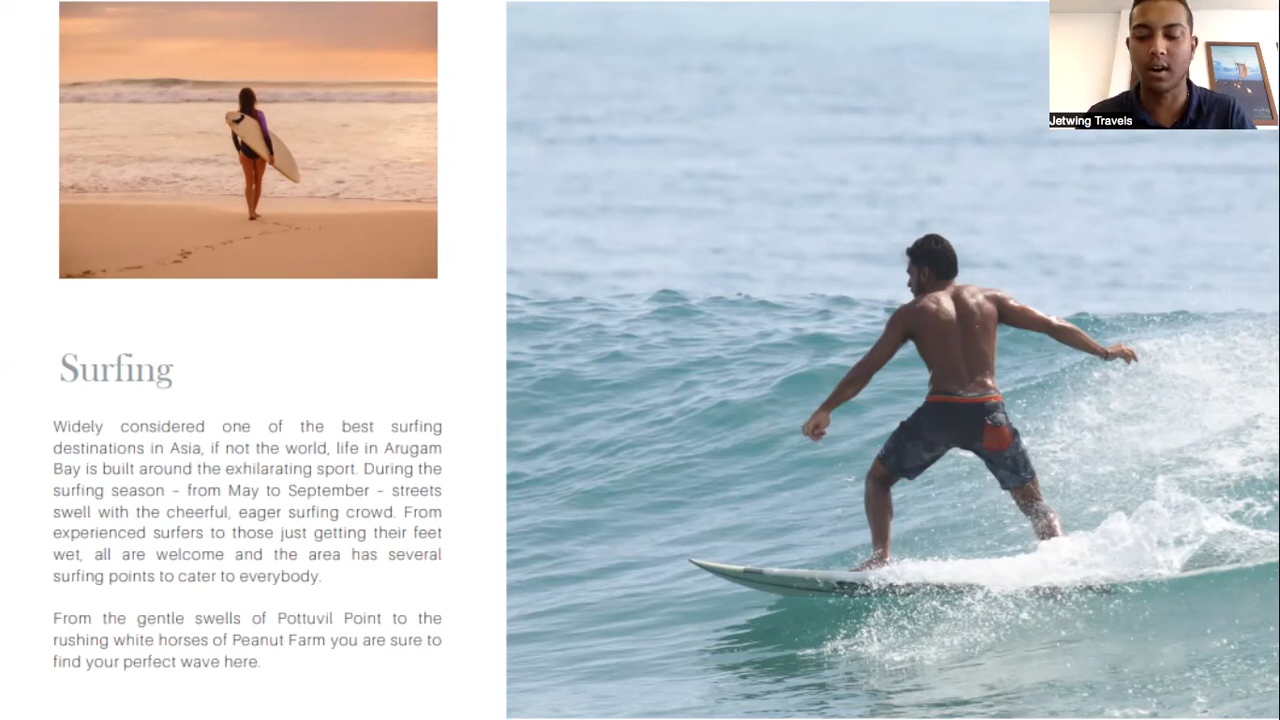 Jetwing Travels
Surfing
Widely considered one of the best surfing
destinations in Asia, if not the world, life in Arugam
Bay is built around the exhilarating sport. During the
surfing season – from May to September – streets
swell with the cheerful, eager surfing crowd. From
experienced surfers to those just getting their feet
wet, all are welcome and the area has several
surfing points to cater to everybody.
From the gentle swells of Pottuvil Point to the
rushing white horses of Peanut Farm you are sure to
find your perfect wave here.